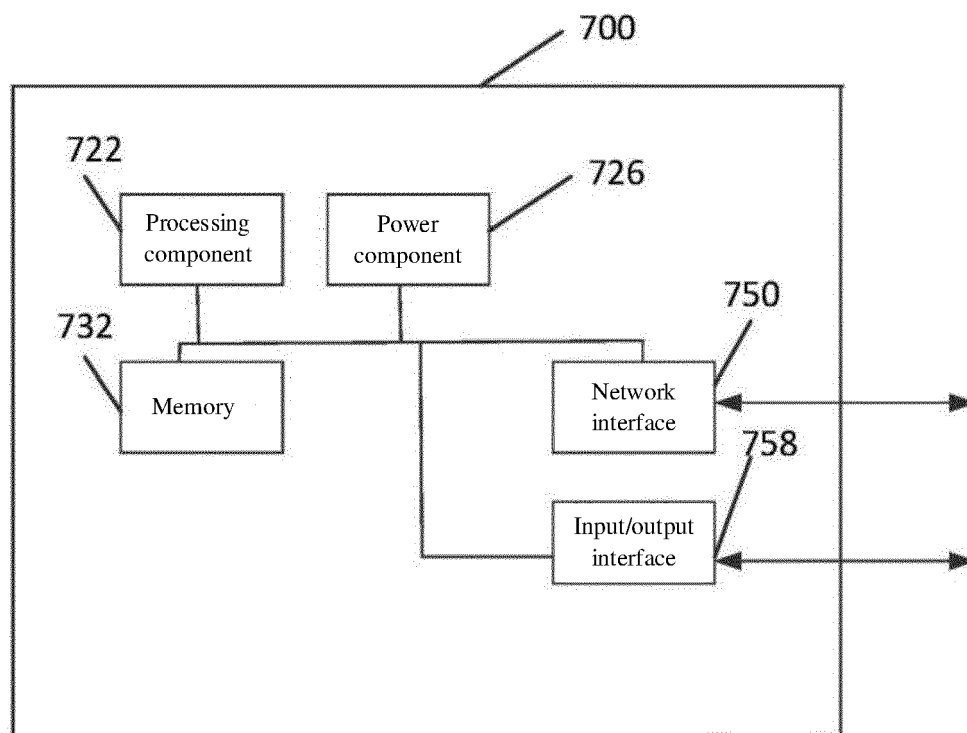 700
722
726
Processing
component
Power
component
732
750
Memory
Network
interface
758
Input/output
interface